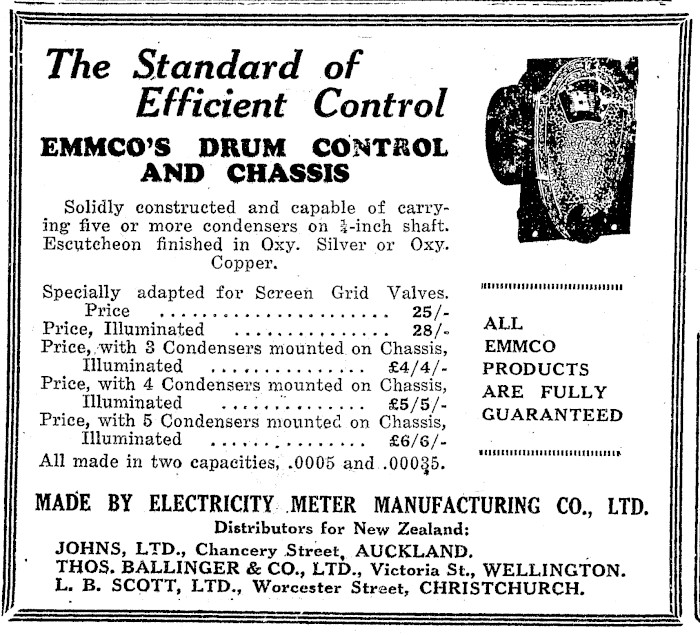 The Standard of
Efficient Control
EMMCO'S DRUM CONTROL
AND CHASSIS
Solidly constructed and capable of carry-
ing five or more condensers on ¼-inch shaft.
Escutcheon finished in Oxy. Silver or Oxy.
Copper.
Specially adapted for Screen Grid Valves.
Price ...................... 25/-
Price, Illuminated .............. 28/-
Price, with 3 Condensers mounted on Chassis,
Illuminated ............... £4/4/-
Price, with 4 Condensers mounted on Chassis,
Illuminated .............. £5/5/-
Price, with 5 Condensers mounted on Chassis,
Illuminated ............... £6/6/-
All made in two capacities, .0005 and .00035.
ALL
EMMCO
PRODUCTS
ARE FULLY
GUARANTEED
MADE BY ELECTRICITY METER MANUFACTURING CO., LTD.
Distributors for New Zealand:
JOHNS, LTD., Chancery Street, AUCKLAND.
THOS. BALLINGER & CO., LTD., Victoria St., WELLINGTON.
L. B. SCOTT, LTD., Worcester Street, CHRISTCHURCH.